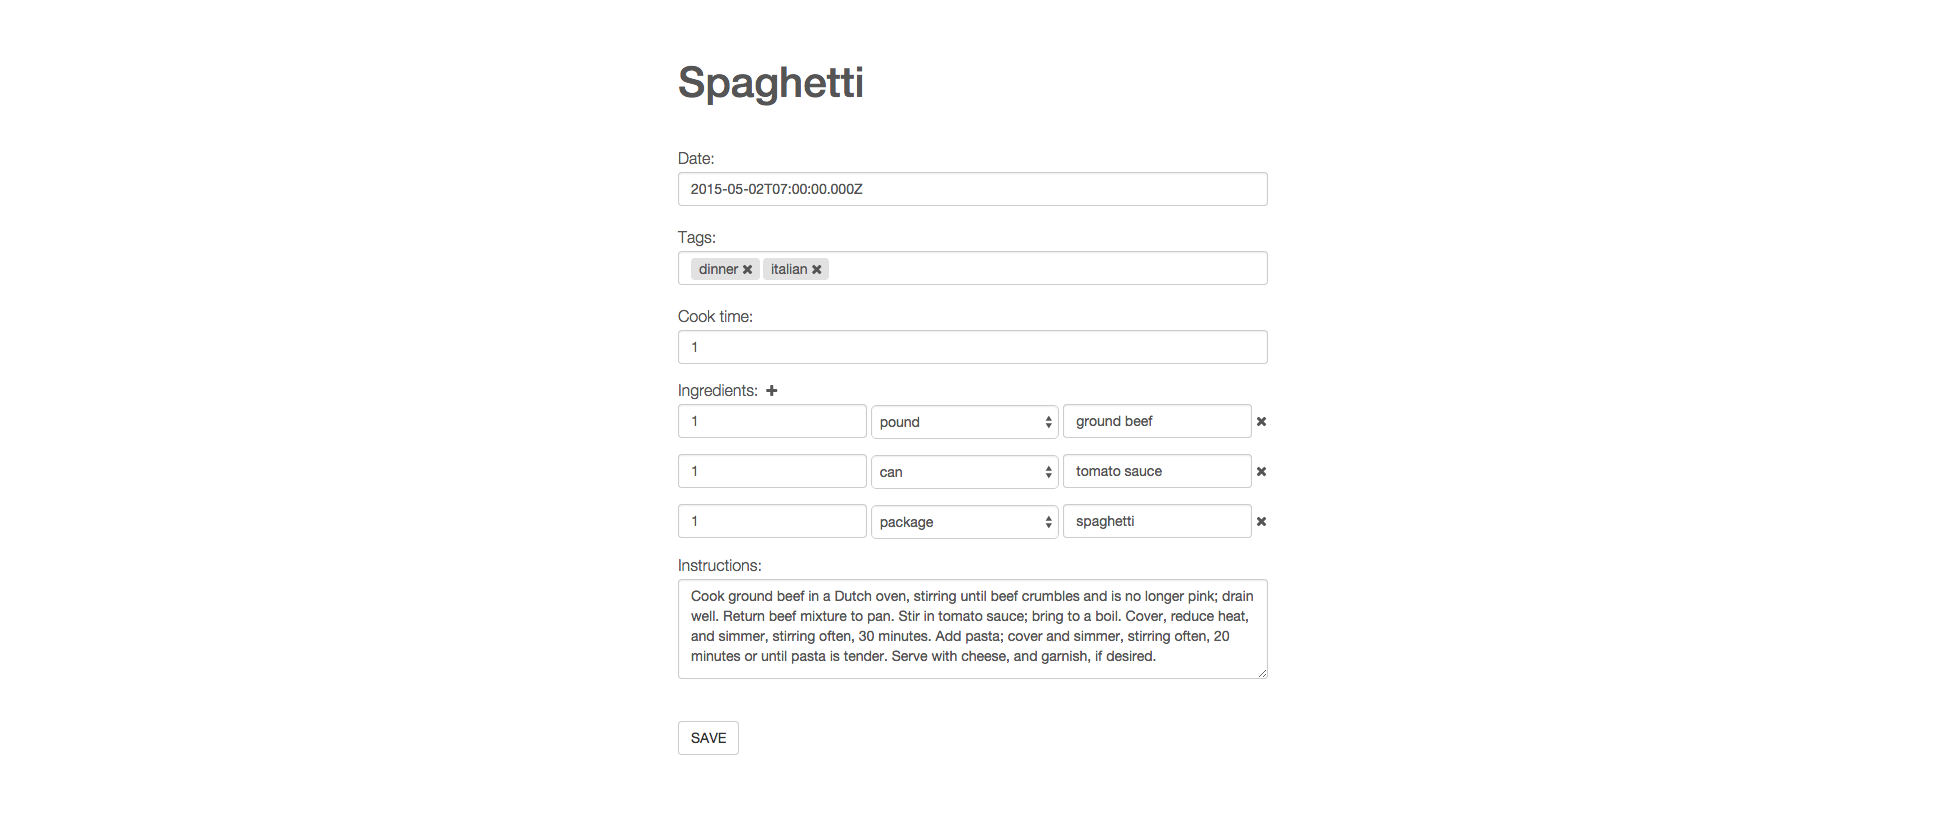 Spaghetti
Date:
2015-05-02T07:00:00.000Z
Tags:
dinner ✖ italian ✖
Cook time:
1
Ingredients: ✚
1 pound ground beef ✖
1 can tomato sauce ✖
1 package spaghetti ✖
Instructions:
Cook ground beef in a Dutch oven, stirring until beef crumbles and is no longer pink; drain
well. Return beef mixture to pan. Stir in tomato sauce; bring to a boil. Cover, reduce heat,
and simmer, stirring often, 30 minutes. Add pasta; cover and simmer, stirring often, 20
minutes or until pasta is tender. Serve with cheese, and garnish, if desired.
SAVE